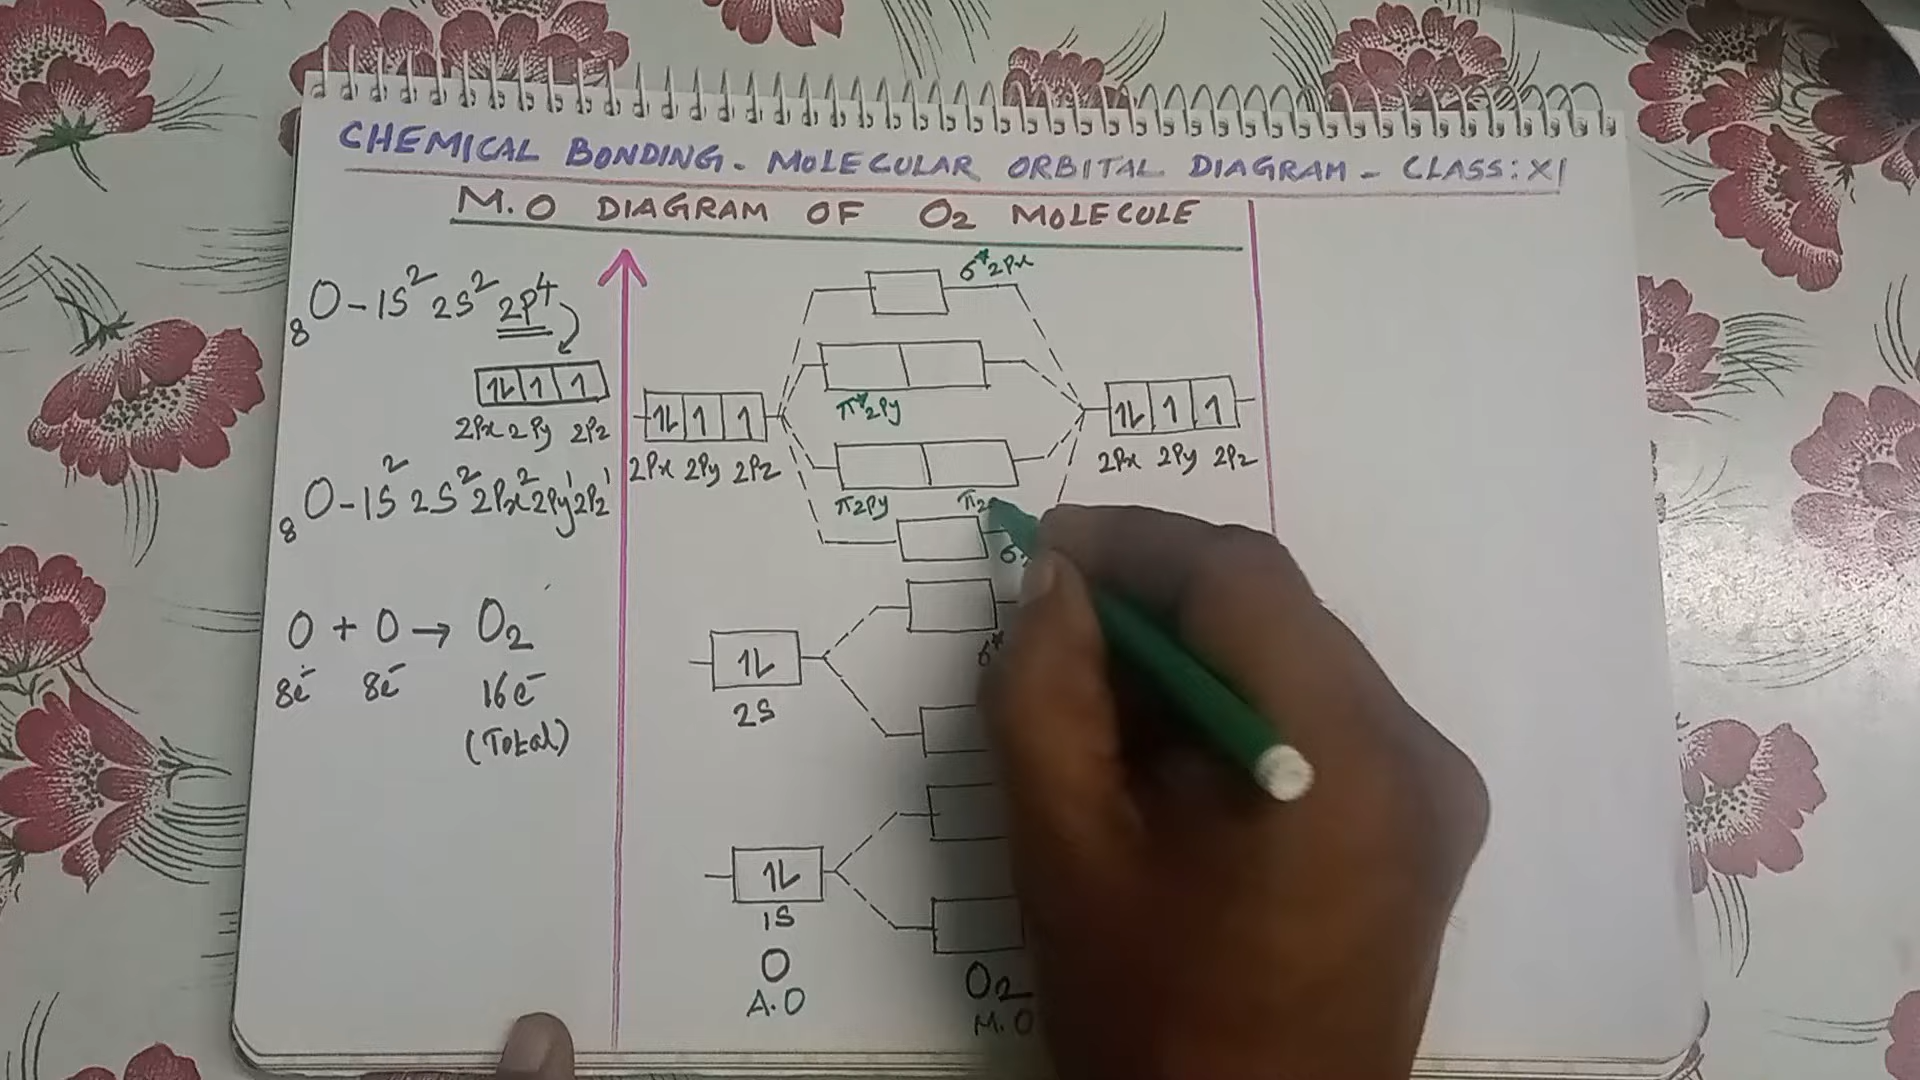 CHEMICAL BONDING - MOLECULAR ORBITAL DIAGRAM - CLASS: XI
M.O DIAGRAM OF O2 MOLECULE
8O - 1S² 2S² 2P⁴
1L 1 1
2Px 2Py 2Pz
8O - 1S² 2S² 2Px² 2Py¹ 2Pz¹
O + O → O2
8e⁻ 8e⁻ 16e⁻
(Total)
σ*2Px
1L 1 1
2Px 2Py 2Pz
π*2Py
1L 1 1
2Px 2Py 2Pz
π2Py π2
σ
σ*
1L
2S
1L
1S
O O2
A.O M.O